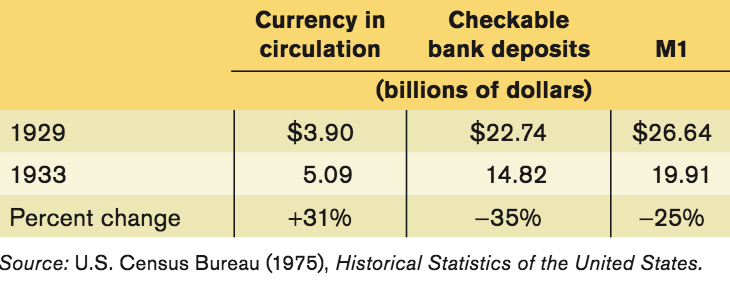 Currency in circulation Checkable bank deposits M1
(billions of dollars)
1929 $3.90 $22.74 $26.64
1933 5.09 14.82 19.91
Percent change +31% −35% −25%
Source: U.S. Census Bureau (1975), Historical Statistics of the United States.